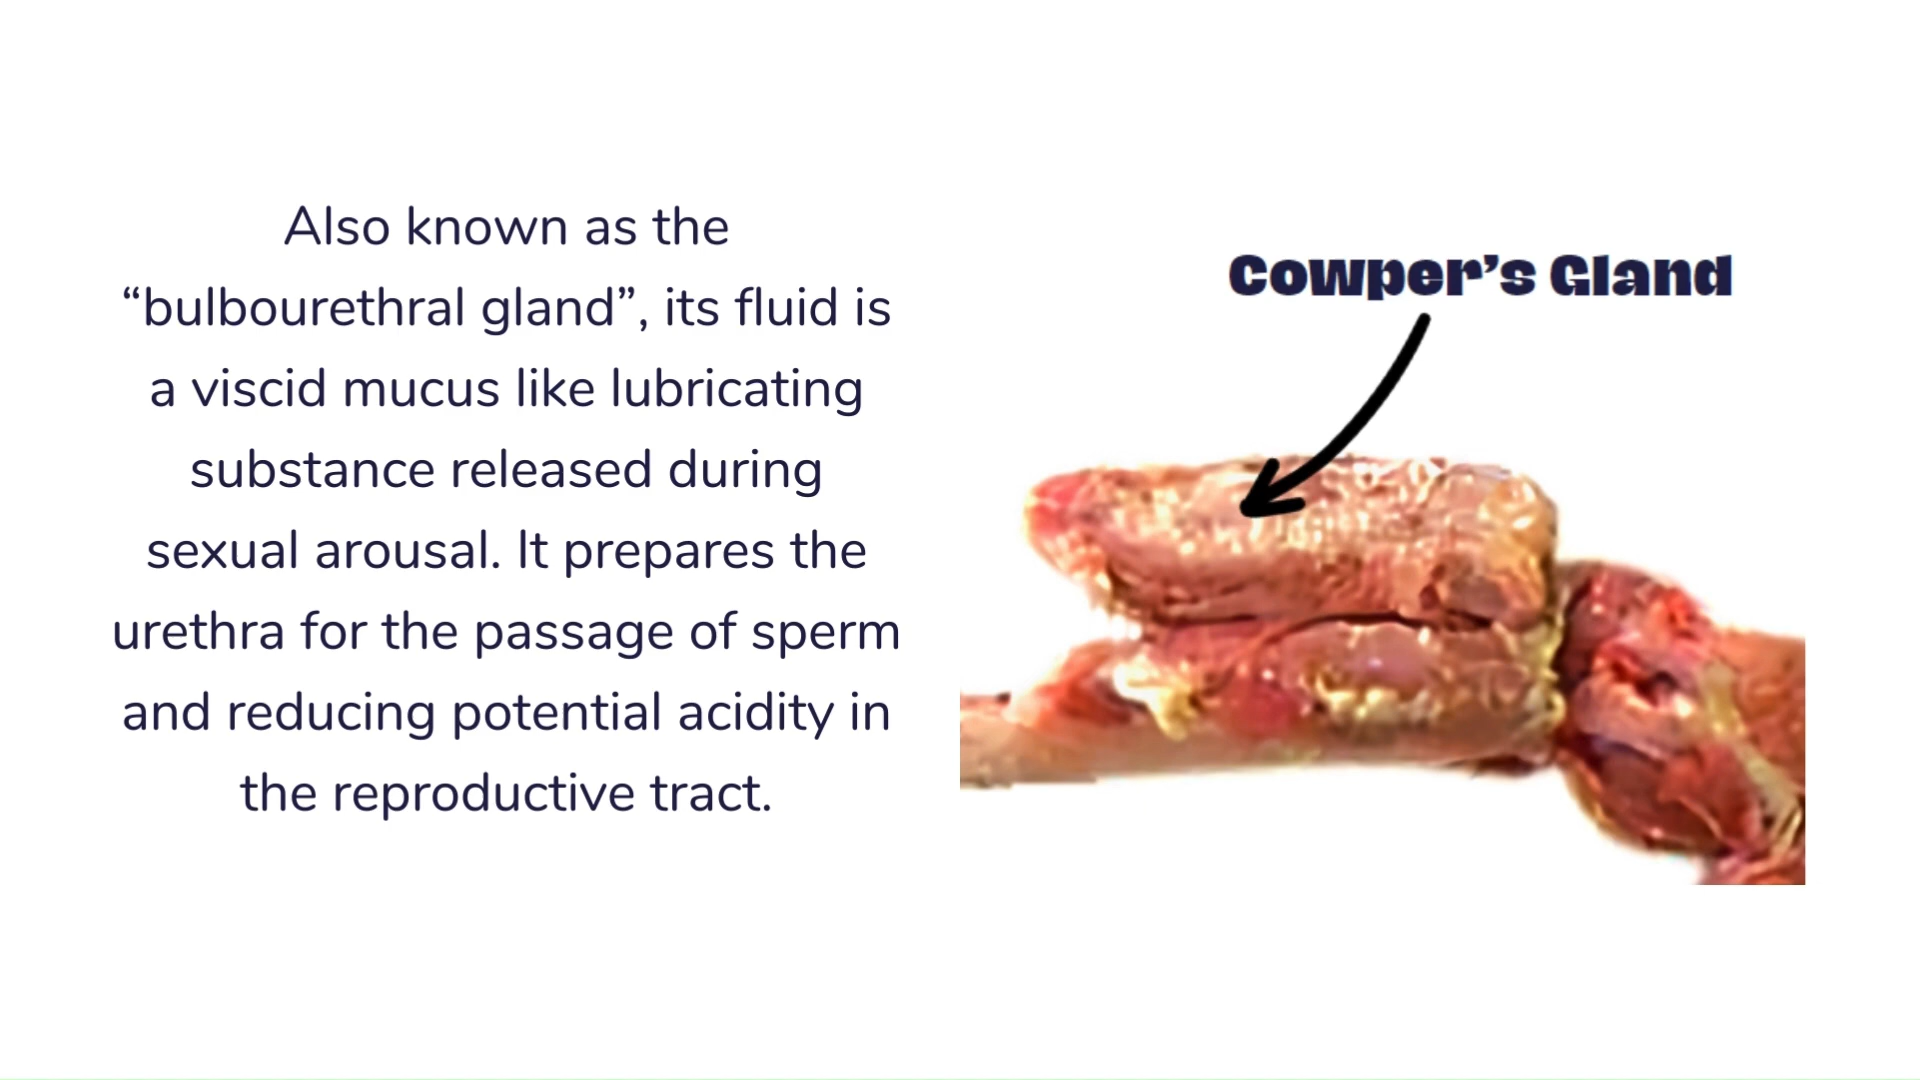 Also known as the
“bulbourethral gland”, its fluid is
a viscid mucus like lubricating
substance released during
sexual arousal. It prepares the
urethra for the passage of sperm
and reducing potential acidity in
the reproductive tract.
Cowper’s Gland